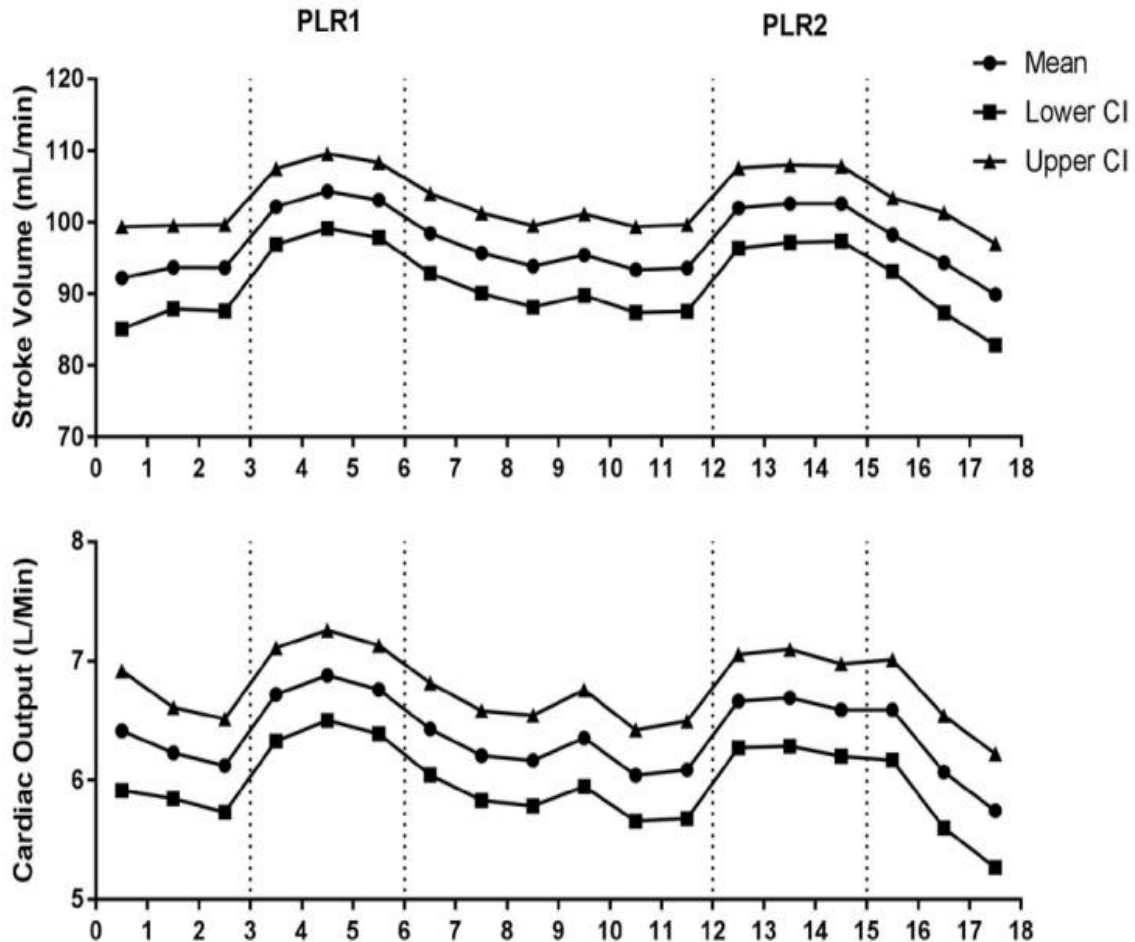 PLR1 PLR2
Mean
Lower CI
Upper CI
Stroke Volume (mL/min)
120
110
100
90
80
70
0 1 2 3 4 5 6 7 8 9 10 11 12 13 14 15 16 17 18
Cardiac Output (L/Min)
8
7
6
5
0 1 2 3 4 5 6 7 8 9 10 11 12 13 14 15 16 17 18